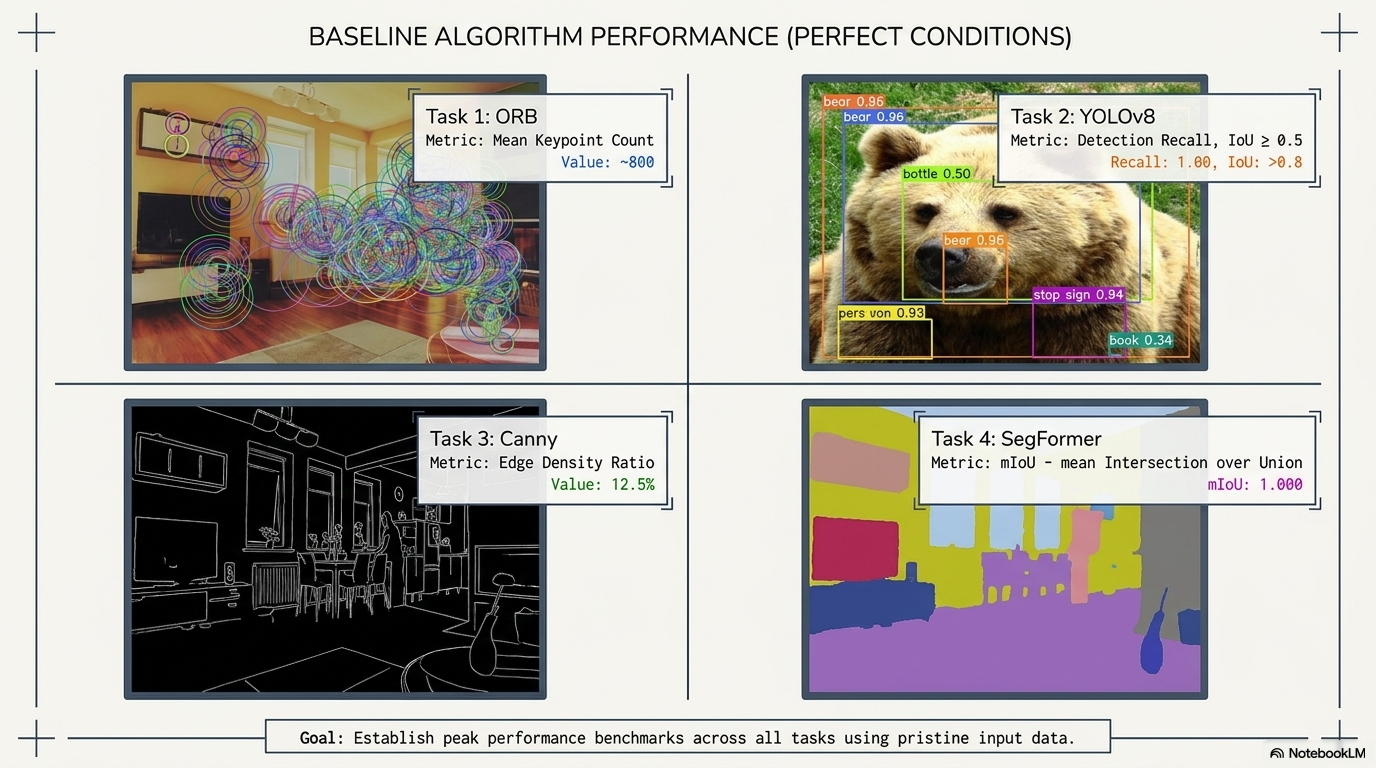 BASELINE ALGORITHM PERFORMANCE (PERFECT CONDITIONS)
Task 1: ORB
Metric: Mean Keypoint Count
Value: ~800
bear 0.96
bear 0.96
bottle 0.50
beer 0.96
stop sign 0.94
pers von 0.93
book 0.34
Task 2: YOLOv8
Metric: Detection Recall, IoU ≥ 0.5
Recall: 1.00, IoU: >0.8
Task 3: Canny
Metric: Edge Density Ratio
Value: 12.5%
Task 4: SegFormer
Metric: mIoU - mean Intersection over Union
mIoU: 1.000
Goal: Establish peak performance benchmarks across all tasks using pristine input data.
NotebookLM